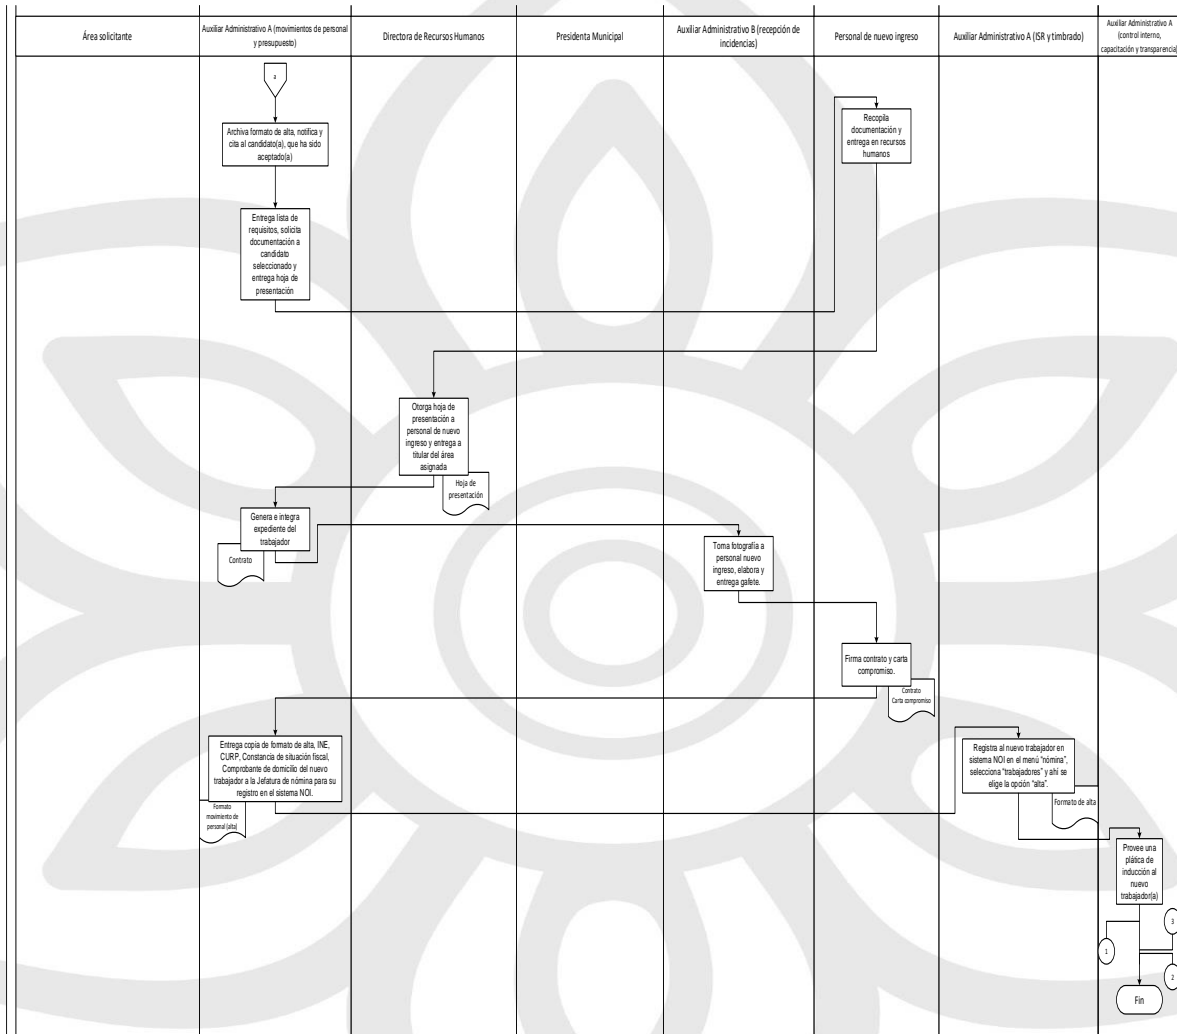 Área solicitante
Auxiliar Administrativo A (movimientos de personal
y presupuesto)
Directora de Recursos Humanos
Presidenta Municipal
Auxiliar Administrativo B (recepción de
incidencias)
Personal de nuevo ingreso
Auxiliar Administrativo A (ISR y timbrado)
Auxiliar Administrativo A
(control interno,
capacitación y transparencia)
a
Archiva formato de alta, notifica y
cita al candidato(a), que ha sido
aceptado(a)
Recopila
documentación y
entrega en recursos
humanos
Entrega lista de
requisitos, solicita
documentación a
candidato
seleccionado y
entrega hoja de
presentación
Otorga hoja de
presentación a
personal de nuevo
ingreso y entrega a
titular del área
asignada
Hoja de
presentación
Genera e integra
expediente del
trabajador
Contrato
Toma fotografía a
personal nuevo
ingreso, elabora y
entrega gafete.
Firma contrato y carta
compromiso.
Contrato
Carta compromiso
Entrega copia de formato de alta, INE,
CURP, Constancia de situación fiscal,
Comprobante de domicilio del nuevo
trabajador a la Jefatura de nómina para su
registro en el sistema NOI.
Formato
movimiento de
personal (alta)
Registra al nuevo trabajador en
sistema NOI en el menú "nómina",
selecciona "trabajadores" y ahí se
elige la opción "alta".
Formato de alta
Provee una
plática de
inducción al
nuevo
trabajador(a)
3
1
2
Fin